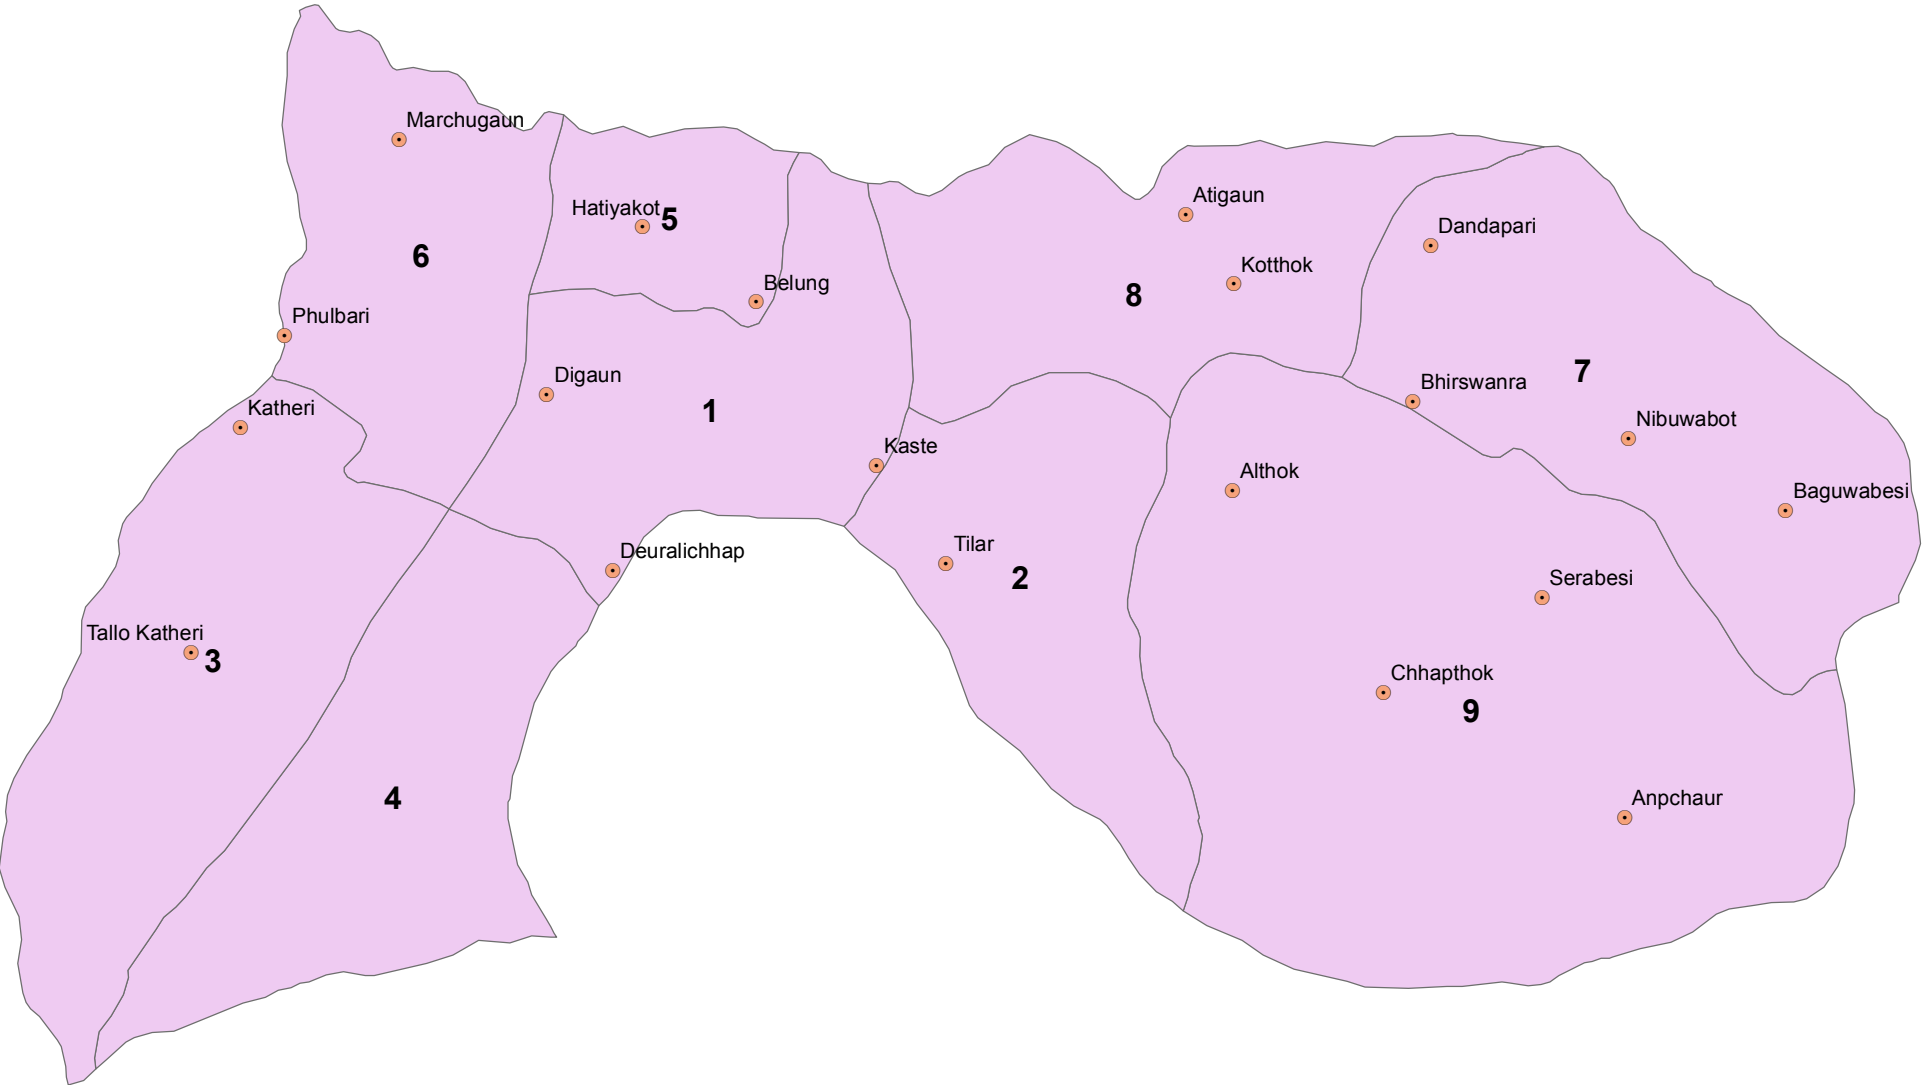 Marchugaun
Atigaun
Hatiyakot
5
Dandapari
6
Kotthok
Belung
8
Phulbari
7
Digaun
Bhirswanra
Katheri
1
Nibuwabot
Kaste
Althok
Baguwabesi
Tilar
Deuralichhap
2
Serabesi
Tallo Katheri
3
Chhapthok
9
4
Anpchaur